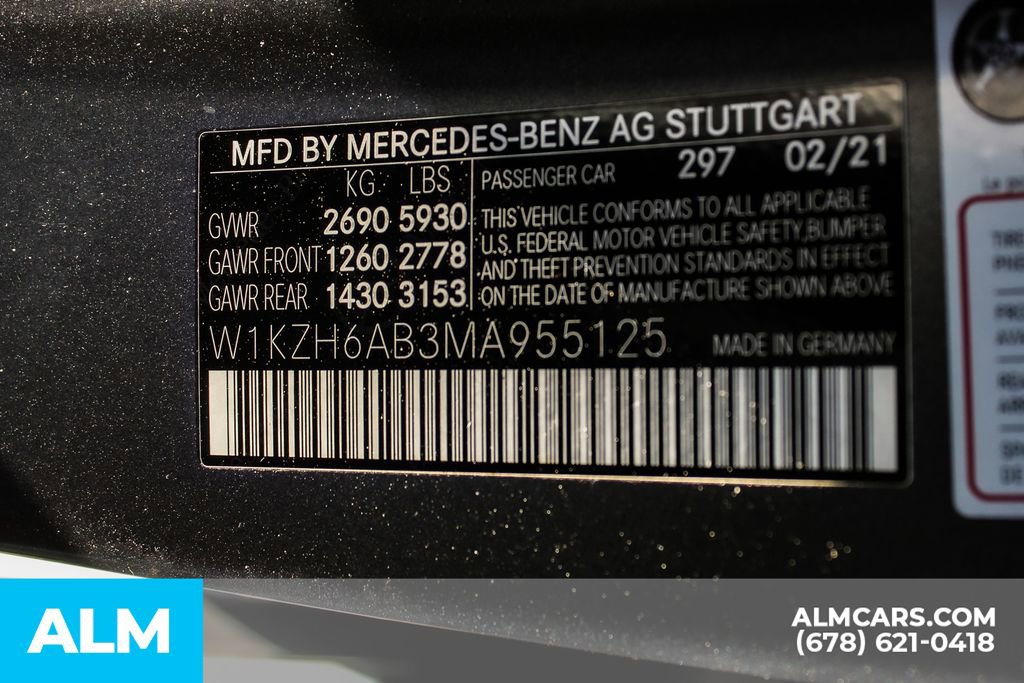 MFD BY MERCEDES-BENZ AG STUTTGART
KG LBS
GVWR 2690 5930
GAWR FRONT 1260 2778
GAWR REAR 1430 3153
PASSENGER CAR 297 02/21
THIS VEHICLE CONFORMS TO ALL APPLICABLE
U.S. FEDERAL MOTOR VEHICLE SAFETY,BUMPER
AND THEFT PREVENTION STANDARDS IN EFFECT
ON THE DATE OF MANUFACTURE SHOWN ABOVE
W1KZH6AB3MA955125 MADE IN GERMANY
ALM
ALMCARS.COM
(678) 621-0418